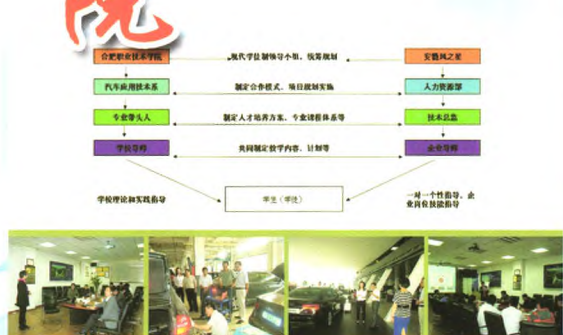 院
合肥职业技术学院 现代学徒制领导小组、统筹规划 安徽风之星
汽车应用技术系 制定合作模式、项目规划实施 人力资源部
专业带头人 制定人才培养方案、专业课程体系等 技术总监
学校导师 共同制定教学内容、计划等 企业导师
学校理论和实践指导 学生（学徒） 一对一个性指导、企
业岗位技能指导